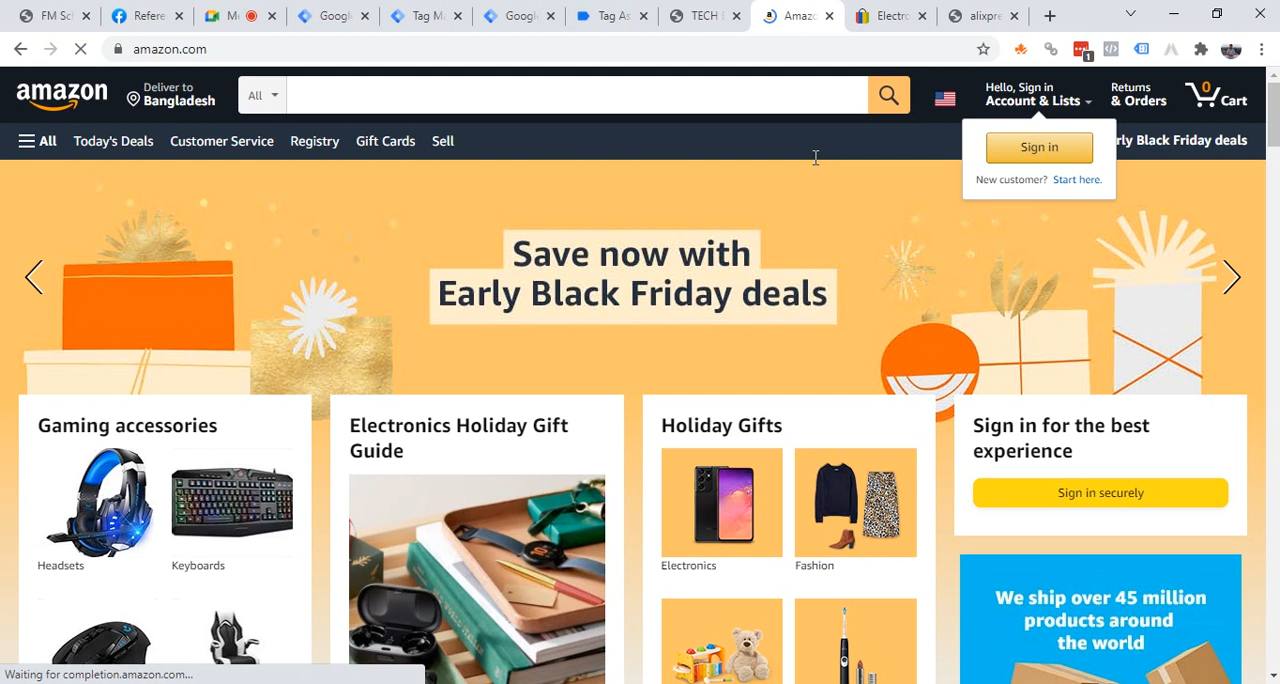 FM Sc
Refere
M
Googl
Tag M
Googl
Tag As
TECH
Amaz
Electro
alixpre
amazon.com
1
amazon
Deliver to
Bangladesh
All
Hello, Sign in
Account & Lists
Returns
& Orders
0
Cart
All
Today's Deals
Customer Service
Registry
Gift Cards
Sell
rly Black Friday deals
Sign in
New customer? Start here.
Save now with
Early Black Friday deals
Gaming accessories
Headsets
Keyboards
Electronics Holiday Gift
Guide
Holiday Gifts
Electronics
Fashion
Sign in for the best
experience
Sign in securely
We ship over 45 million
products around
the world
Waiting for completion.amazon.com...